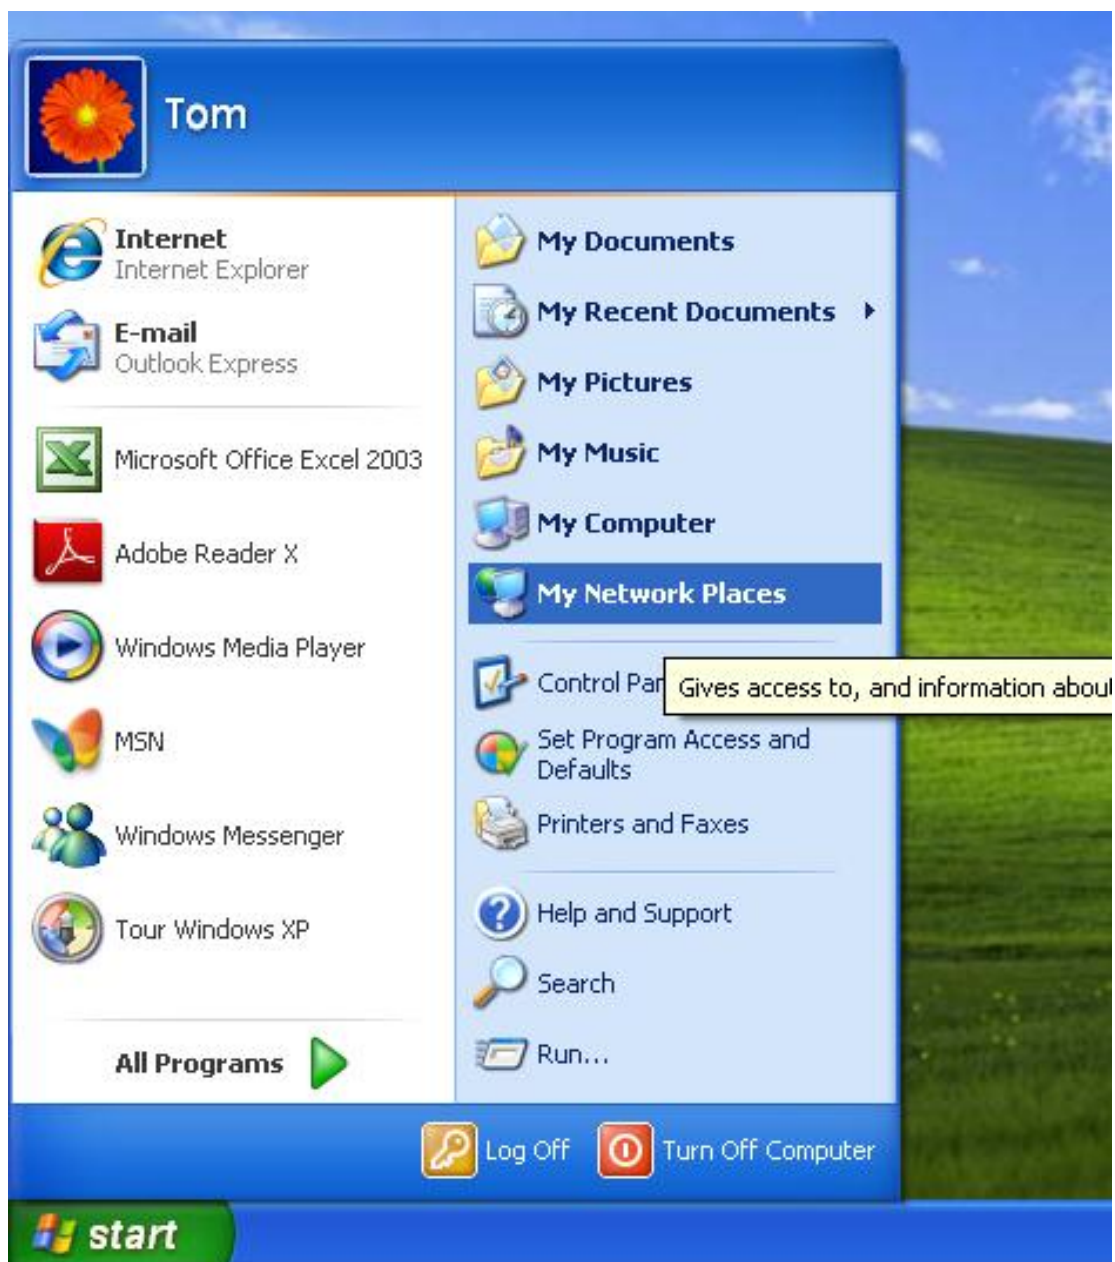 Tom
Internet
Internet Explorer
E-mail
Outlook Express
Microsoft Office Excel 2003
Adobe Reader X
Windows Media Player
MSN
Windows Messenger
Tour Windows XP
All Programs
My Documents
My Recent Documents
My Pictures
My Music
My Computer
My Network Places
Control Par
Gives access to, and information about
Set Program Access and
Defaults
Printers and Faxes
Help and Support
Search
Run...
Log Off
Turn Off Computer
start